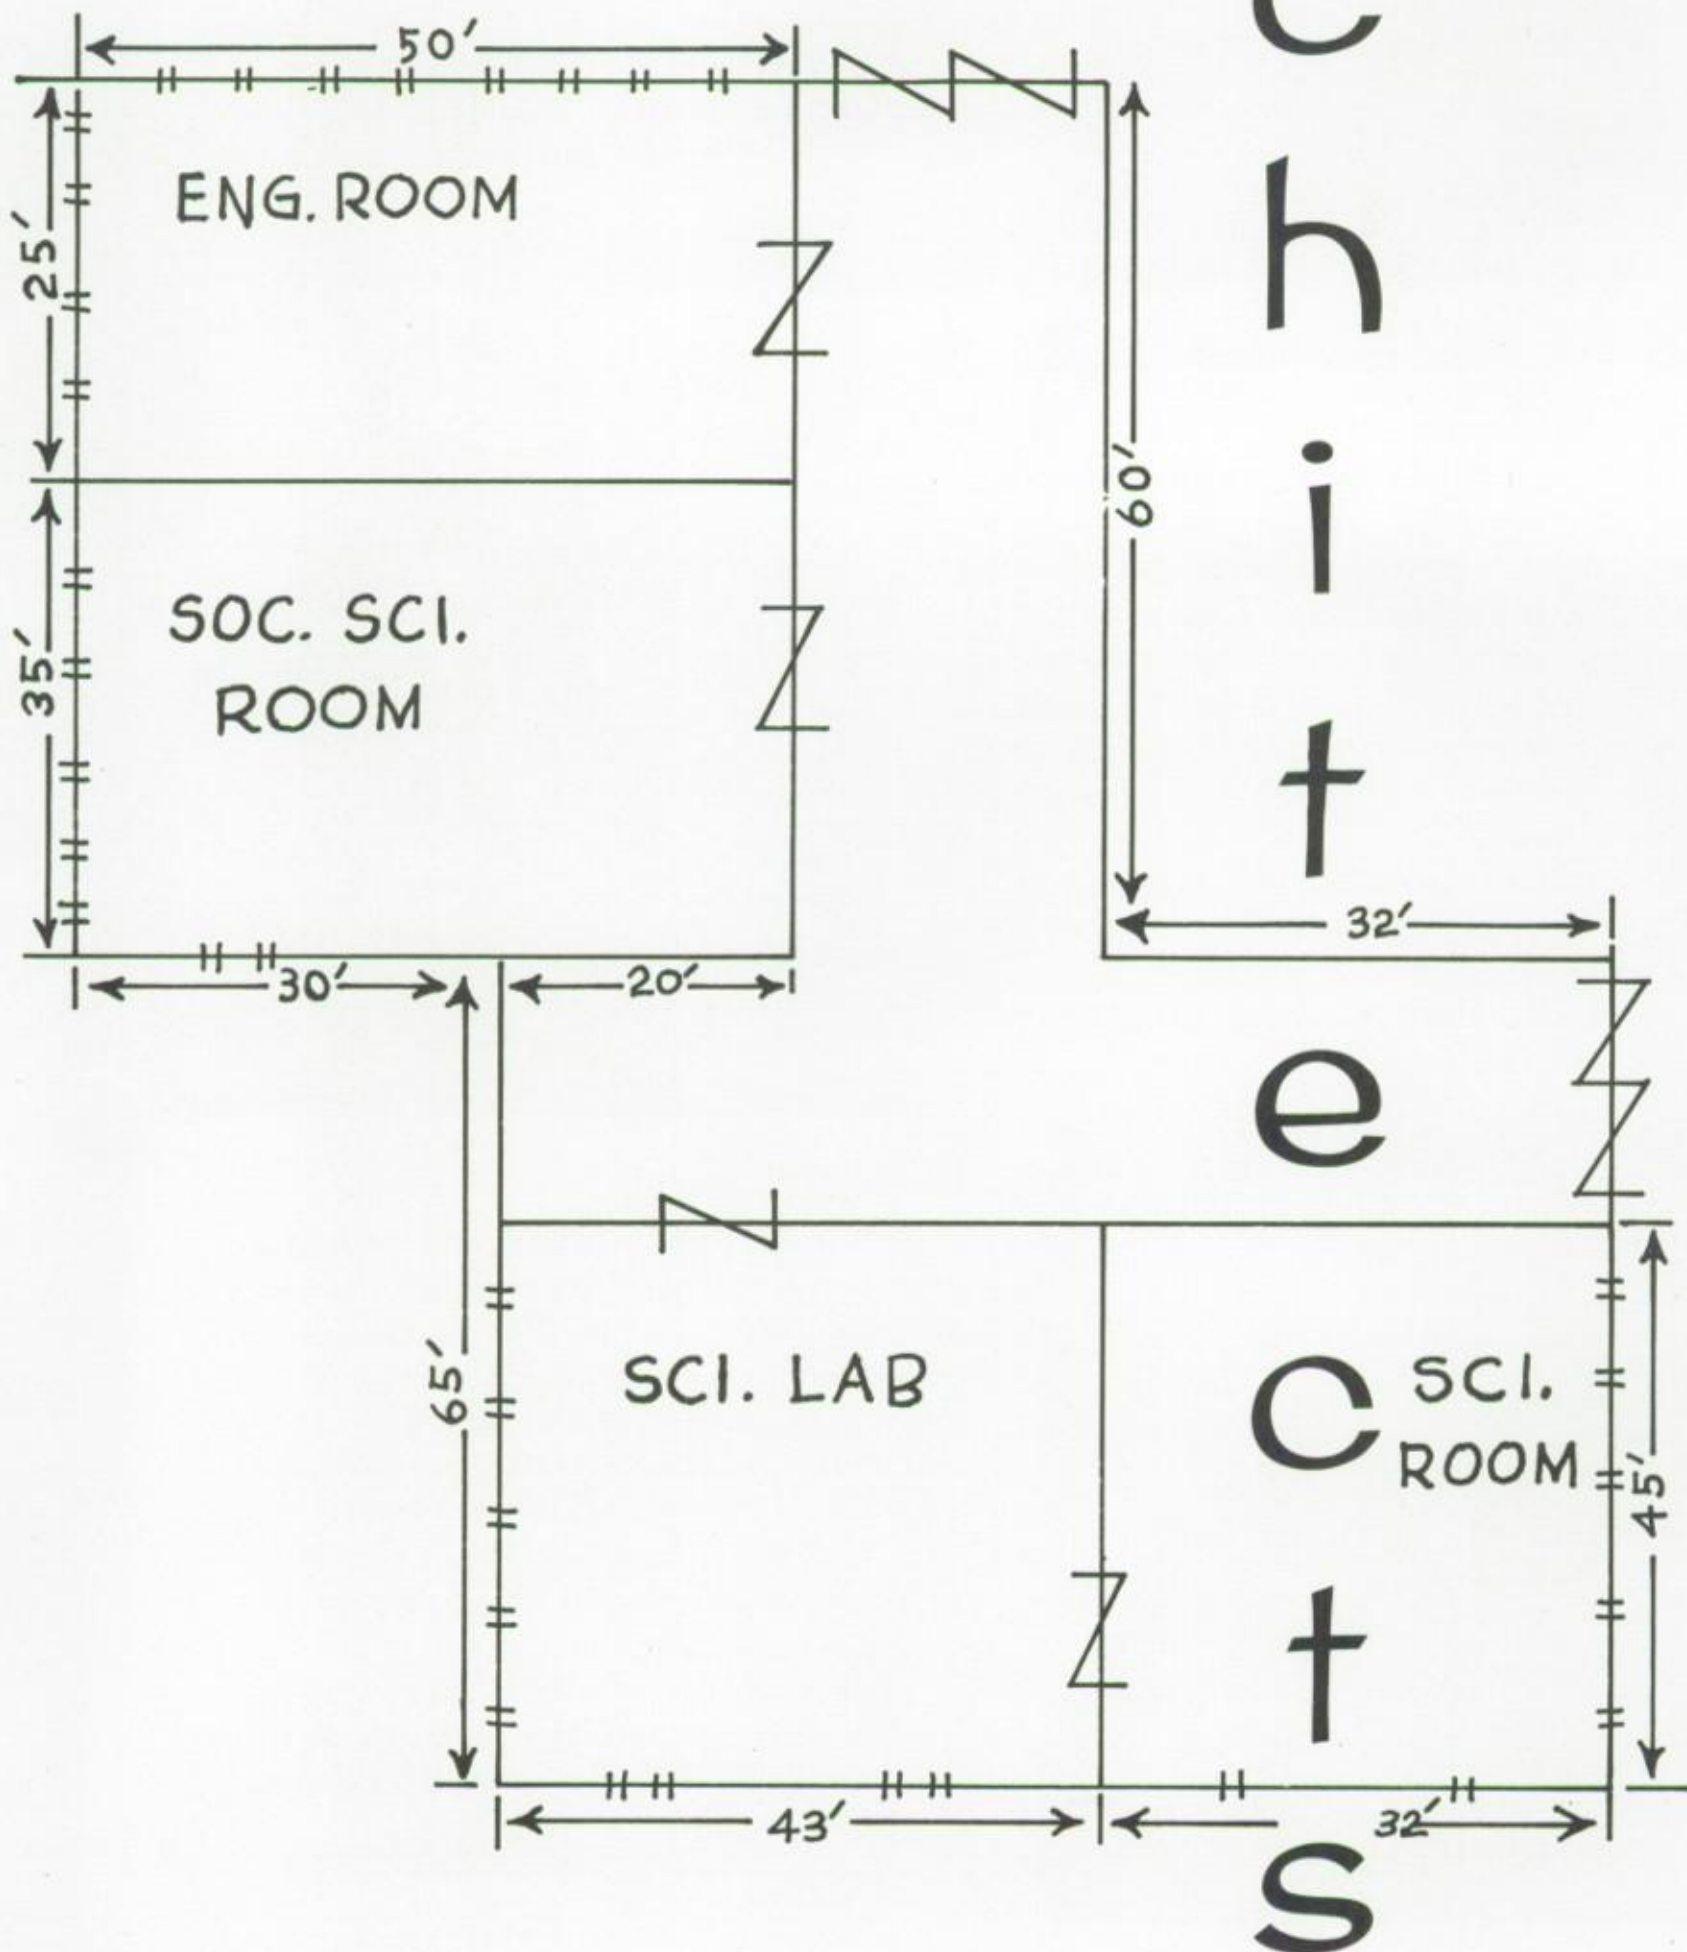 50′
ENG. ROOM
25′
SOC. SCI.
ROOM
35′
60′
32′
30′
20′
65′
SCI. LAB
SCI.
ROOM
45′
43′
32′
c
h
i
t
e
c
t
s